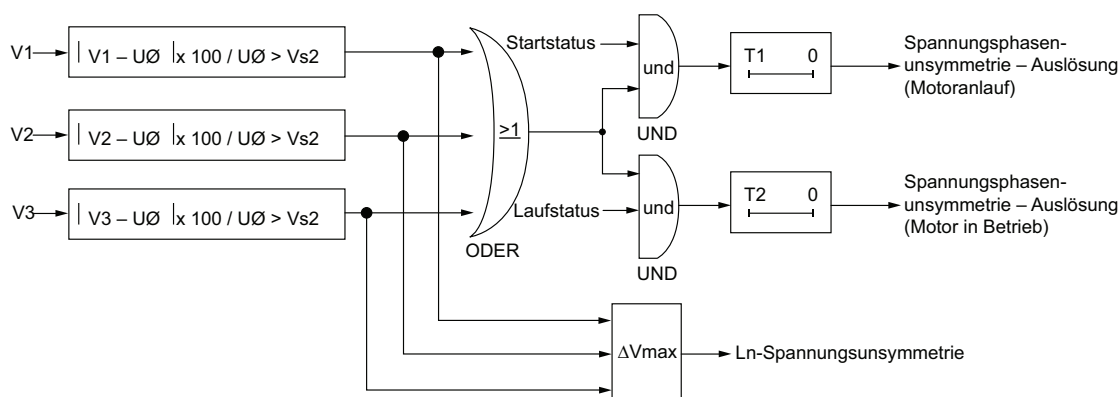 V1
| V1 – UØ | x 100 / UØ > Vs2
V2
| V2 – UØ | x 100 / UØ > Vs2
V3
| V3 – UØ | x 100 / UØ > Vs2
≥1
ODER
Startstatus
und
UND
T1 0
Spannungsphasen-
unsymmetrie – Auslösung
(Motoranlauf)
Laufstatus
und
UND
T2 0
Spannungsphasen-
unsymmetrie – Auslösung
(Motor in Betrieb)
ΔVmax
Ln-Spannungsunsymmetrie